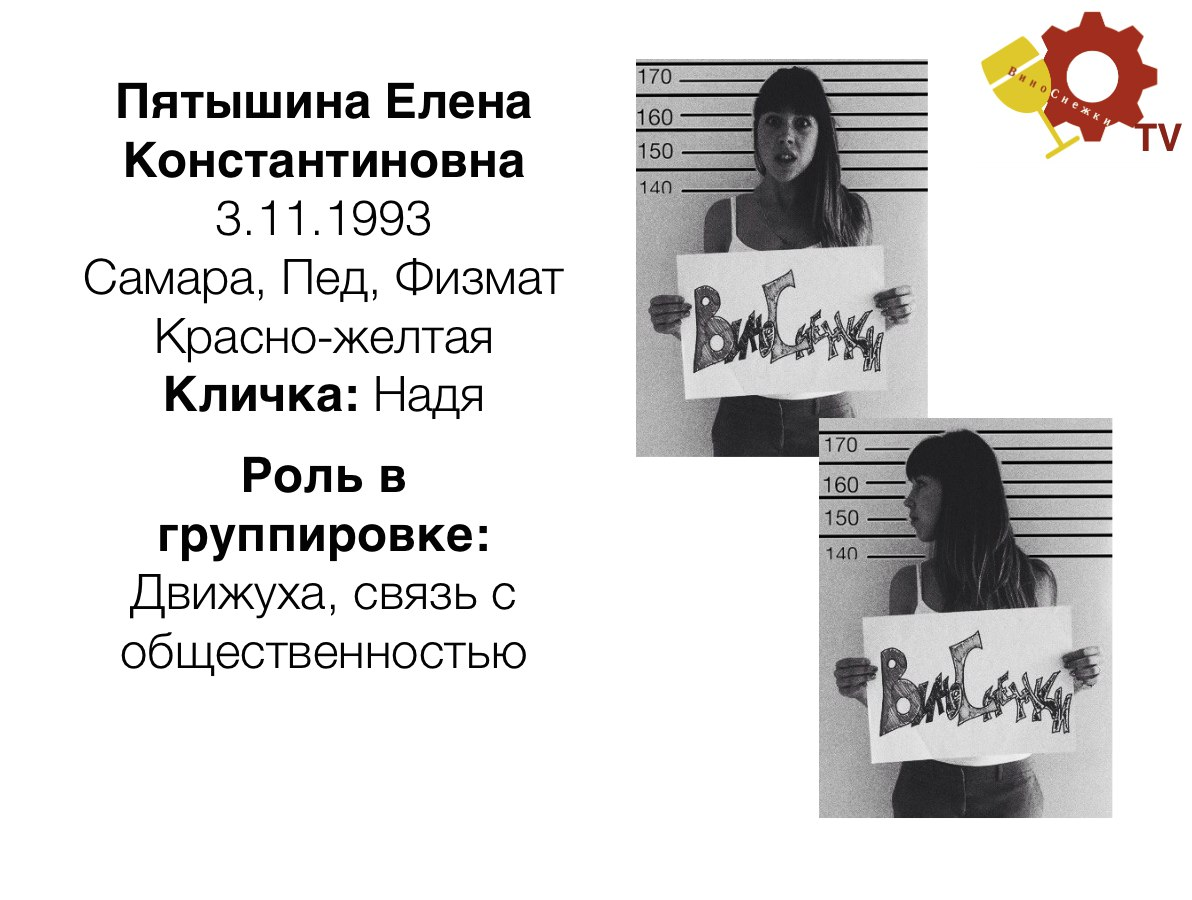 Пятышина Елена
Константиновна
3.11.1993
Самара, Пед, Физмат
Красно-желтая
Кличка: Надя
Роль в
группировке:
Движуха, связь с
общественностью
ВиноСнежки
TV
170
160
150
140
ВиноСнежки
170
160
150
140
ВиноСнежки